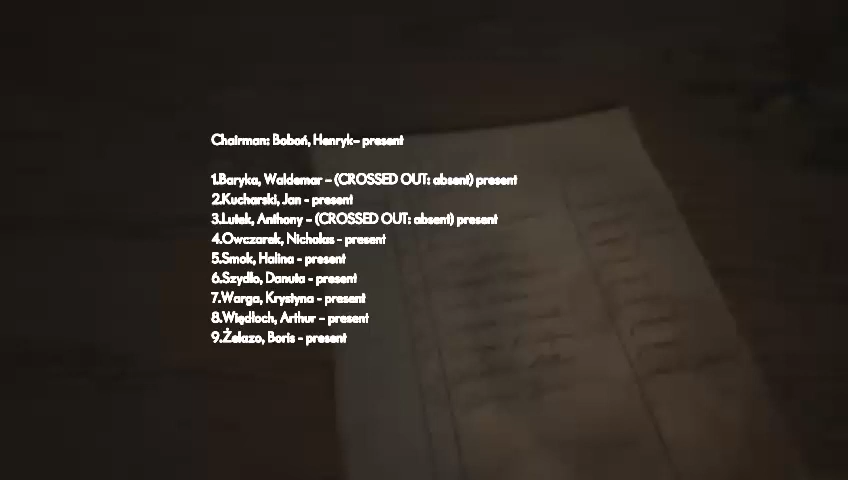 Chairman: Boboń, Henryk– present
1.Baryka, Waldemar – (CROSSED OUT: absent) present
2.Kucharski, Jan - present
3.Lutek, Anthony – (CROSSED OUT: absent) present
4.Owczarek, Nicholas - present
5.Smok, Halina - present
6.Szydło, Danuta - present
7.Warga, Krystyna - present
8.Więdłoch, Arthur – present
9.Żelazo, Boris - present